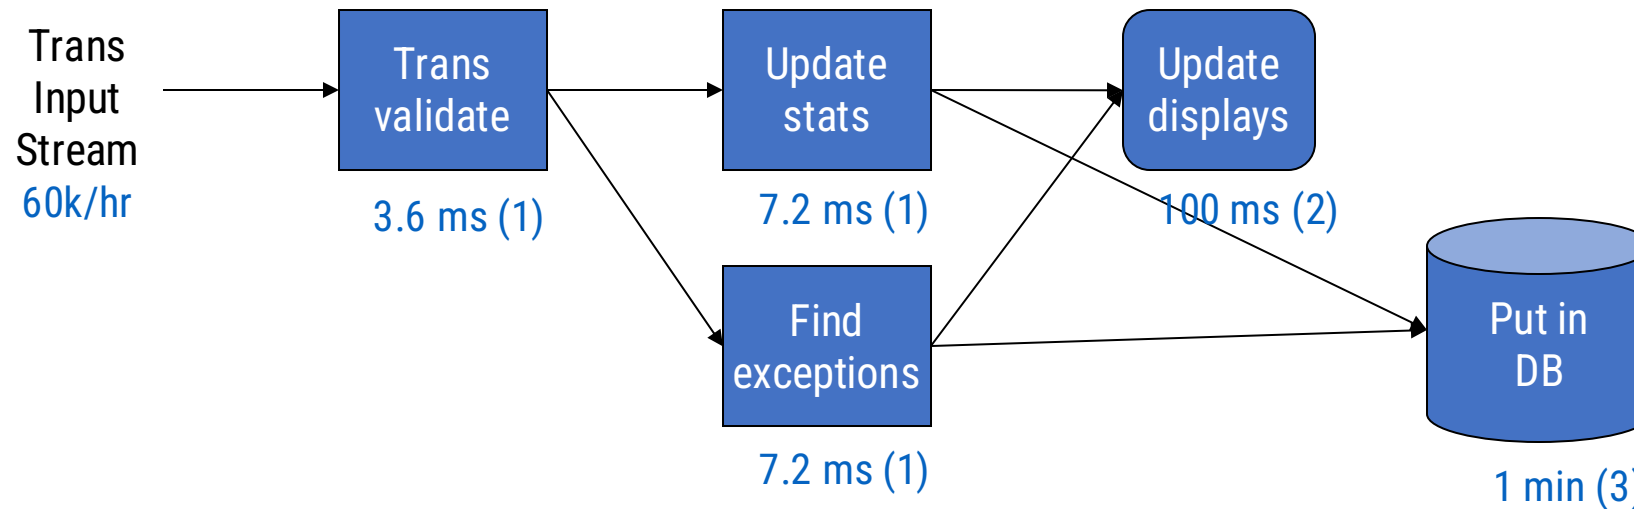 Trans
Input
Stream
60k/hr
Trans
validate
3.6 ms (1)
Update
stats
7.2 ms (1)
Find
exceptions
7.2 ms (1)
Update
displays
100 ms (2)
Put in
DB
1 min (3)